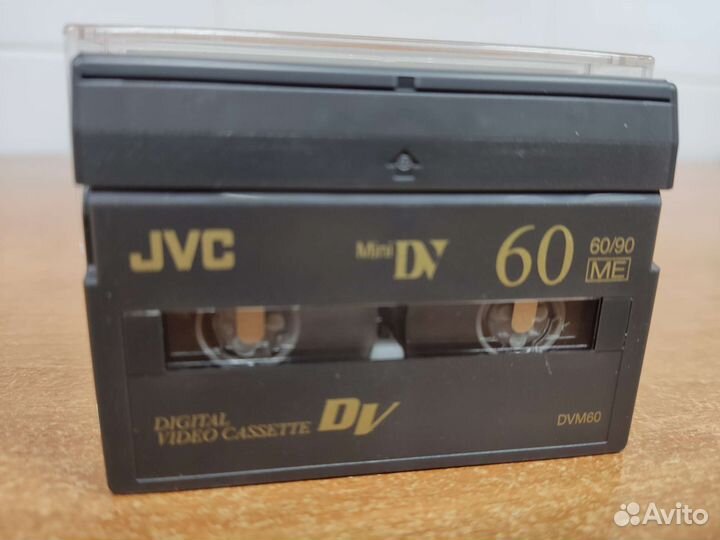 JVC
Mini DV
60
60/90
ME
DIGITAL
VIDEO CASSETTE
DV
DVM60
Avito